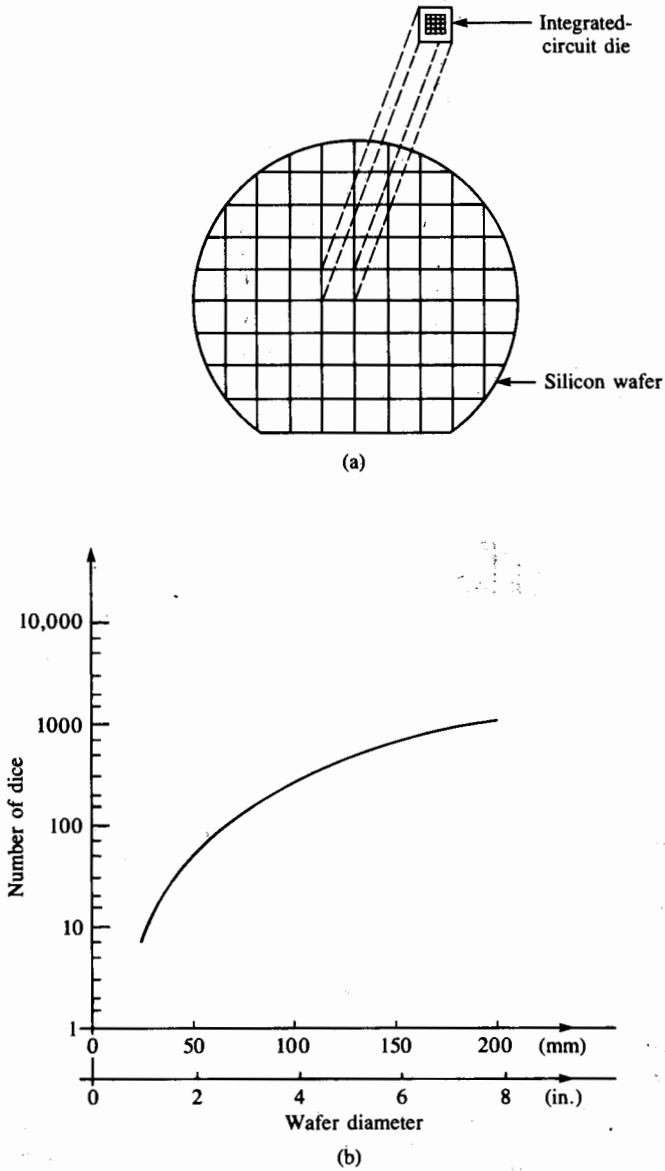 Integrated-
circuit die
Silicon wafer
(a)
10,000
1000
100
10
1
Number of dice
0 50 100 150 200 (mm)
0 2 4 6 8 (in.)
Wafer diameter
(b)